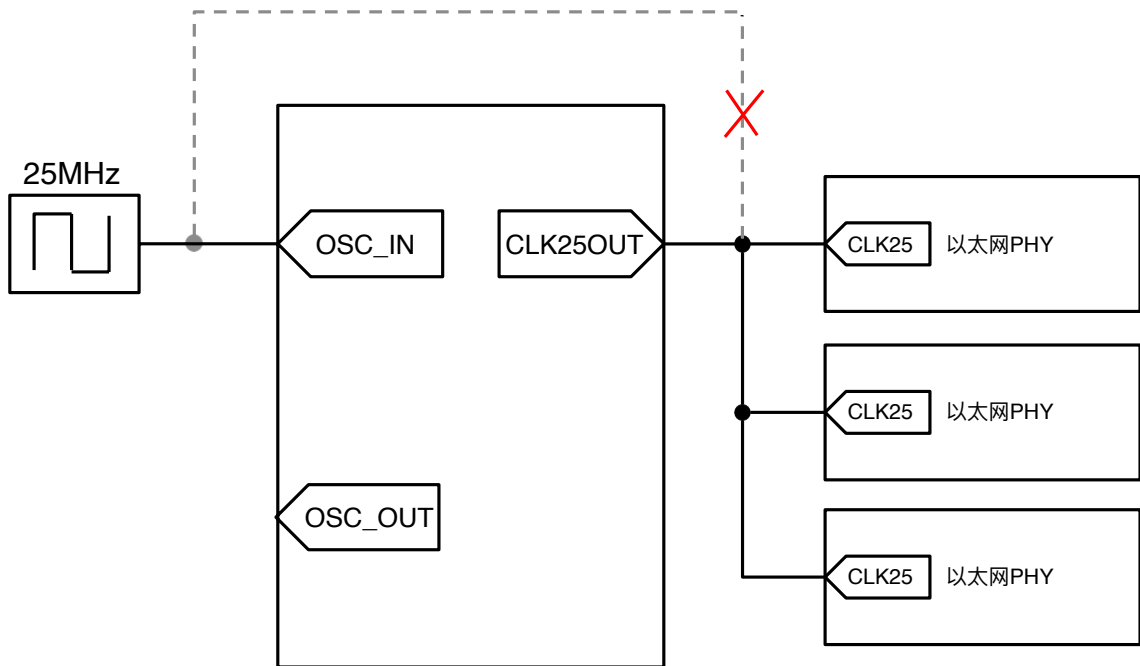 25MHz
OSC_IN
CLK25OUT
CLK25
以太网PHY
CLK25
以太网PHY
OSC_OUT
CLK25
以太网PHY